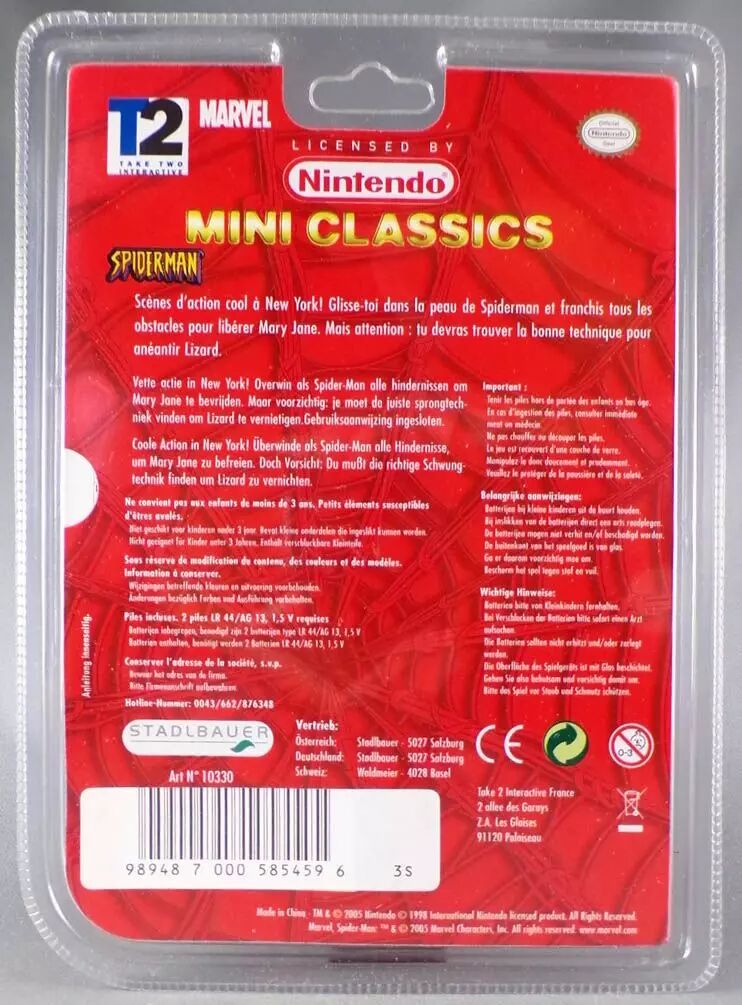 T2
TAKE TWO
INTERACTIVE
MARVEL
LICENSED BY
Nintendo®
Official
Nintendo
Seal
MINI CLASSICS
SPIDERMAN
Scènes d'action cool à New York! Glisse-toi dans la peau de Spiderman et franchis tous les
obstacles pour libérer Mary Jane. Mais attention : tu devras trouver la bonne technique pour
anéantir Lizard.
Vette actie in New York! Overwin als Spider-Man alle hindernissen om
Mary Jane te bevrijden. Maar voorzichtig: je moet de juiste sprongtech-
niek vinden om Lizard te vernietigen.Gebruiksaanwijzing ingesloten.
Coole Action in New York! Überwinde als Spider-Man alle Hindernisse,
um Mary Jane zu befreien. Doch Vorsicht: Du mußt die richtige Schwung-
technik finden um Lizard zu vernichten.
Ne convient pas aux enfants de moins de 3 ans. Petits éléments susceptibles
d'êtres avalés.
Niet geschikt voor kinderen onder 3 jaar. Bevat kleine onderdelen die ingeslikt kunnen worden.
Nicht geeignet für Kinder unter 3 Jahren. Enthält verschluckbare Kleinteile.
Sous réserve de modification du contenu, des couleurs et des modèles.
Information à conserver.
Wijzigingen betreffende kleuren en uitvoering voorbehouden.
Änderungen bezüglich Farben und Ausführung vorbehalten.
Piles incluses. 2 piles LR 44/AG 13, 1,5 V requises
Batterijen inbegrepen, benodigd zijn 2 batterijen type LR 44/AG 13, 1,5 V
Batterien enthalten, benötigt werden 2 Batterien LR 44/AG 13, 1,5 V
Conserver l'adresse de la société, s.v.p.
Bewaar het adres van de firma.
Bitte Firmenanschrift aufbewahren.
Hotline-Nummer: 0043/662/876348
Anleitung innenseitig.
Important :
Tenir les piles hors de portée des enfants en bas âge.
En cas d'ingestion des piles, consulter immédiate
ment un médecin.
Ne pas chauffer ou découper les piles.
Le jeu est recouvert d'une couche de verre.
Manipulez le donc doucement et prudemment.
Veuillez le protéger de la poussière et de la saleté.
Belangrijke aanwijzingen:
Batterijen bij kleine kinderen uit de buurt houden.
Bij inslikken van de batterijen direct een arts raadplegen.
De batterijen mogen niet verhit en/of beschadigd worden.
De buitenkant van het speelgoed is van glas.
Ga er daarom voorzichtig mee om.
Bescherm het spel tegen stof en vuil.
Wichtige Hinweise:
Batterien bitte von Kleinkindern fernhalten.
Bei Verschlucken der Batterien bitte sofort einen Arzt
aufsuchen.
Die Batterien sollten nicht erhitzt und/oder zerlegt
werden.
Die Oberfläche des Spielgeräts ist mit Glas beschichtet.
Gehen Sie also behutsam und vorsichtig damit um.
Bitte das Spiel vor Staub und Schmutz schützen.
STADLBAUER
Art N° 10330
Vertrieb:
Österreich: Stadlbauer - 5027 Salzburg
Deutschland: Stadlbauer - 5027 Salzburg
Schweiz: Waldmeier - 4028 Basel
CE
0-3
Take 2 Interactive France
2 allee des Garays
Z.A. Les Glaises
91120 Palaiseau
98948 7 000 585459 6 3S
Made in China - TM & © 2005 Nintendo © 1998 International Nintendo licensed product. All Rights Reserved.
Marvel, Spider-Man: ™ & © 2005 Marvel Characters, Inc. All rights reserved. www.marvel.com